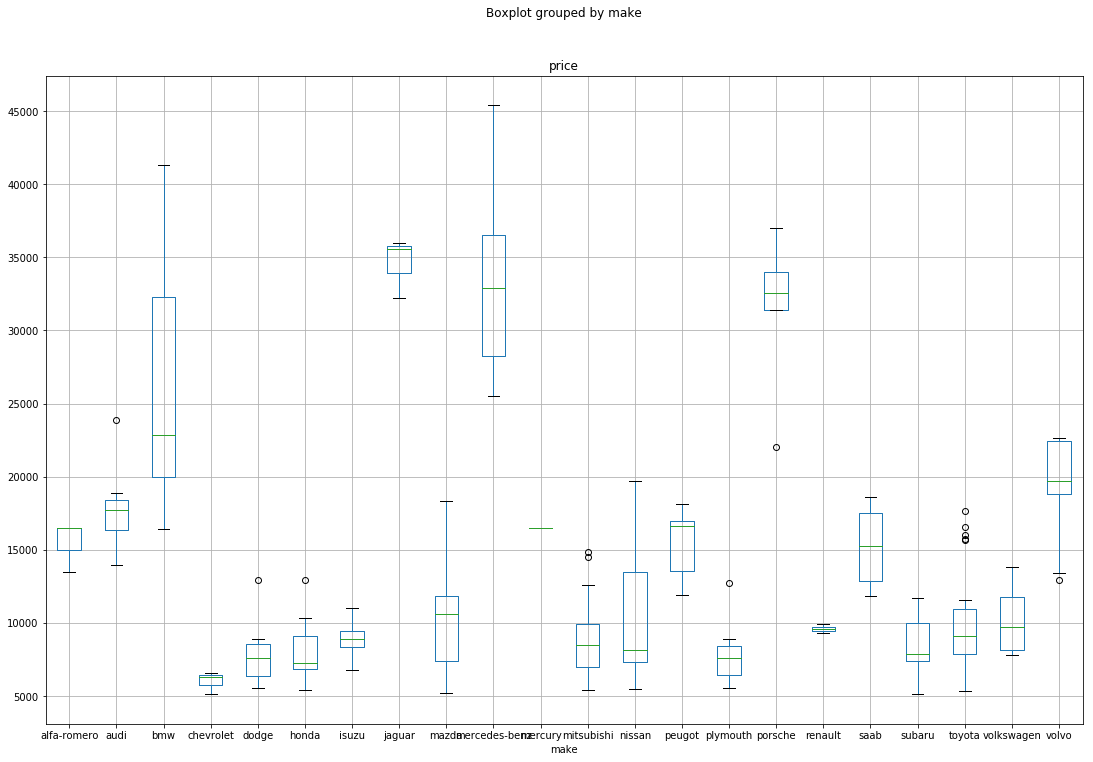 Boxplot grouped by make
price
45000
40000
35000
30000
25000
20000
15000
10000
5000
alfa-romero audi bmw chevrolet dodge honda isuzu jaguar mazda mercedes-benz mercury mitsubishi nissan peugot plymouth porsche renault saab subaru toyota volkswagen volvo
make